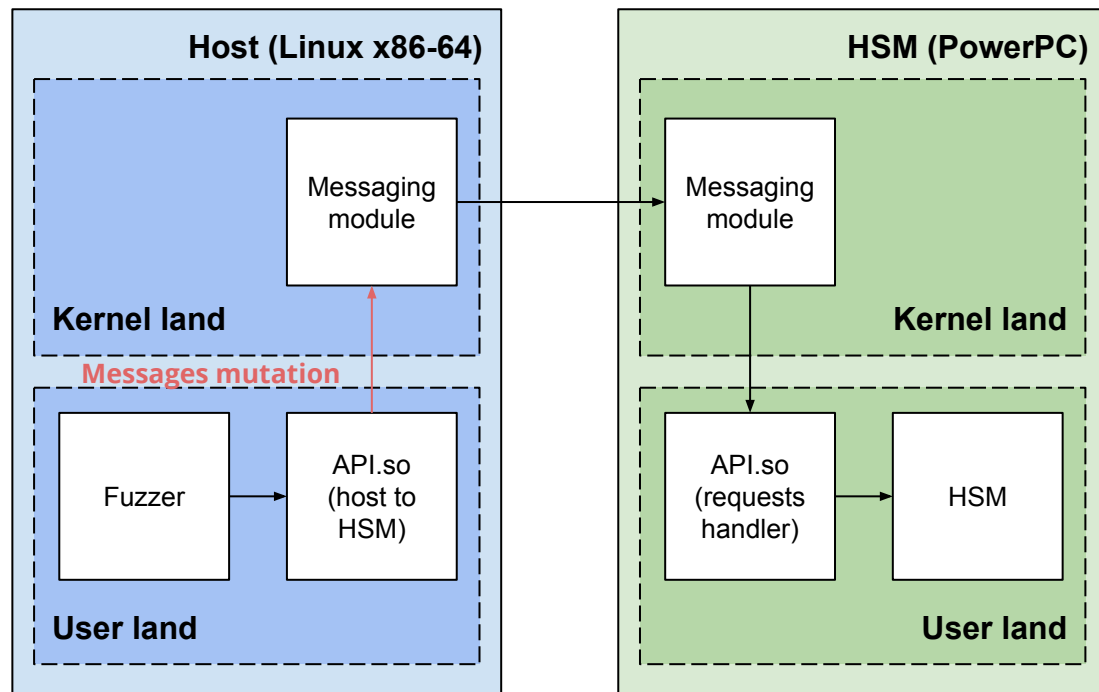 Host (Linux x86-64)
Messaging
module
Kernel land
Messages mutation
Fuzzer
API.so
(host to
HSM)
User land
HSM (PowerPC)
Messaging
module
Kernel land
API.so
(requests
handler)
HSM
User land